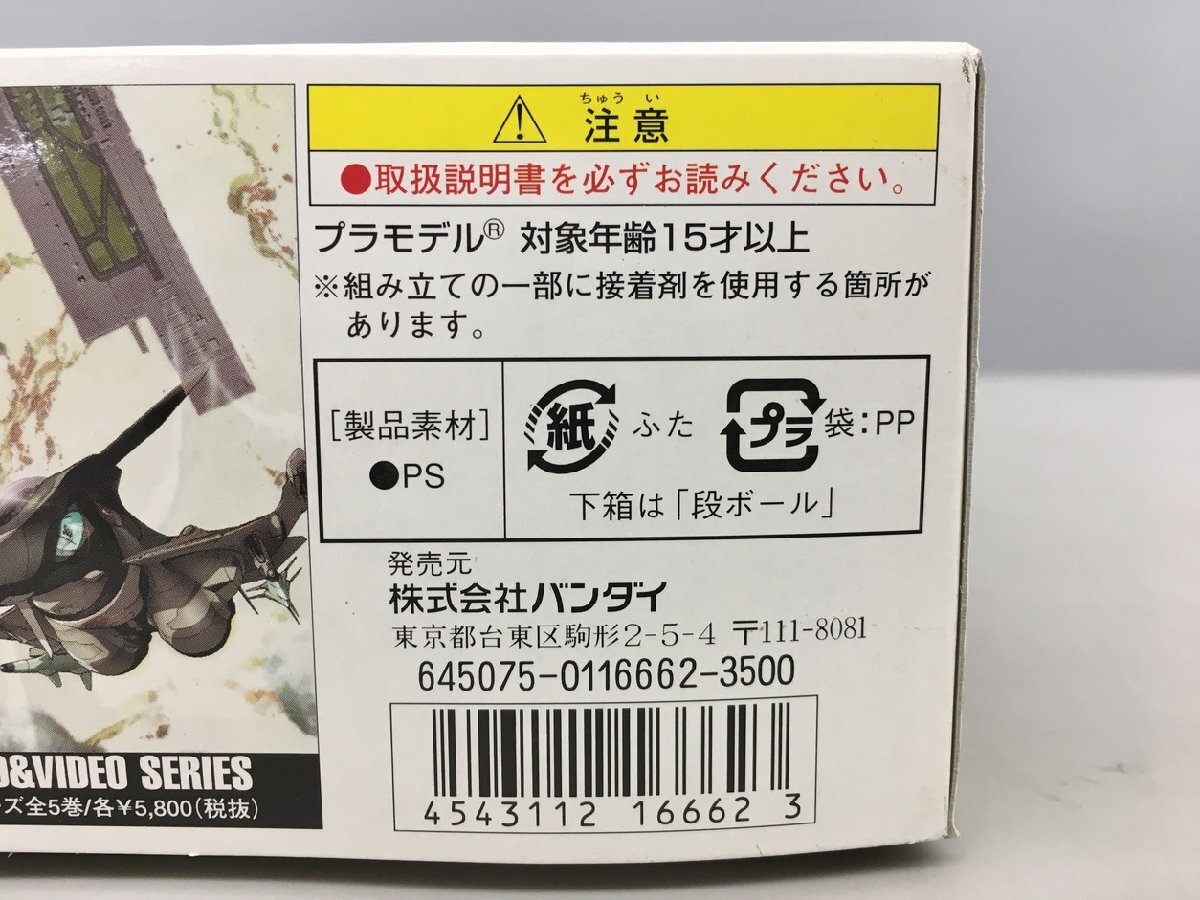 ちゅう い
⚠ 注意
●取扱説明書を必ずお読みください。
プラモデル® 対象年齢15才以上
※組み立ての一部に接着剤を使用する箇所が
あります。
[製品素材]
●PS
紙 ふた プラ 袋:PP
下箱は「段ボール」
発売元
株式会社バンダイ
東京都台東区駒形2-5-4 〒111-8081
645075-0116662-3500
4543112 16662 3
&VIDEO SERIES
ズ全5巻/各¥5,800(税抜)